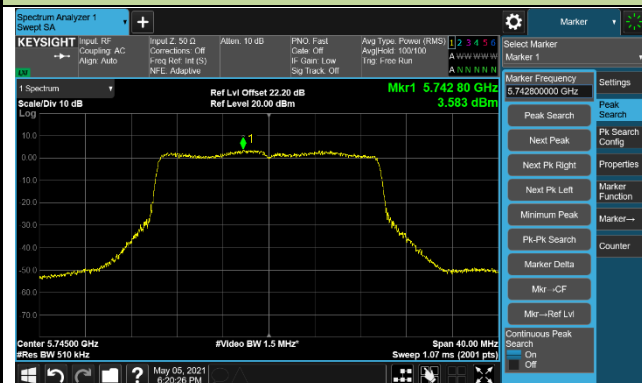 Spectrum Analyzer 1
Swept SA
Marker
KEYSIGHT
Input: RF
Coupling: AC
Align: Auto
Input Z: 50 Ω
Corrections: Off
Freq Ref: Int (S)
NFE: Adaptive
Atten: 10 dB
PNO: Fast
Gate: Off
IF Gain: Low
Sig Track: Off
Avg Type: Power (RMS)
Avg|Hold: 100/100
Trig: Free Run
1 2 3 4 5 6
A W W W W W
A N N N N N
Select Marker
Marker 1
1 Spectrum
Scale/Div 10 dB
Log
Ref Lvl Offset 22.20 dB
Ref Level 20.00 dBm
Mkr1 5.742 80 GHz
3.583 dBm
Marker Frequency
5.742800000 GHz
Peak Search
Next Peak
Next Pk Right
Next Pk Left
Minimum Peak
Pk-Pk Search
Marker Delta
Mkr→CF
Mkr→Ref Lvl
Continuous Peak
Search
On
Off
Settings
Peak
Search
Pk Search
Config
Properties
Marker
Function
Marker→
Counter
1
10.0
0.00
-10.0
-20.0
-30.0
-40.0
-50.0
-60.0
-70.0
Center 5.74500 GHz
#Res BW 510 kHz
#Video BW 1.5 MHz*
Span 40.00 MHz
Sweep 1.07 ms (2001 pts)
May 05, 2021
6:20:26 PM